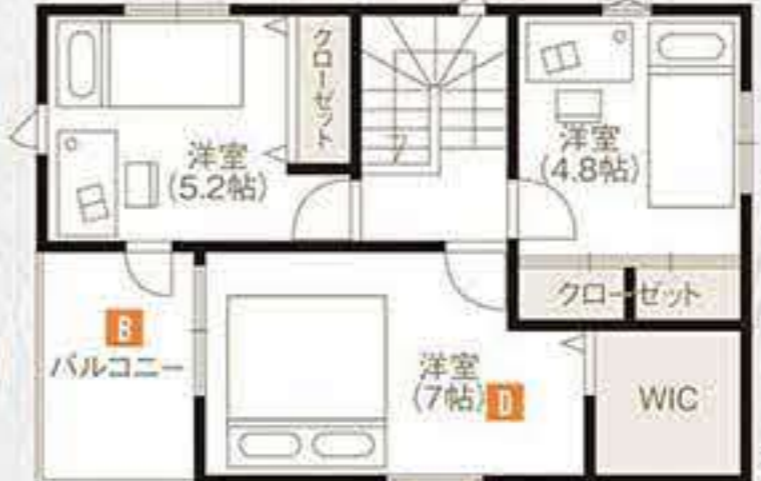 クローゼット
洋室
(5.2帖)
洋室
(4.8帖)
クローゼット
B
バルコニー
洋室
(7帖) D
WIC